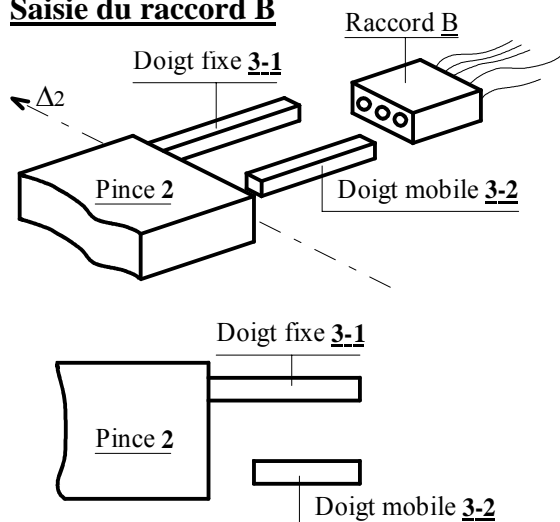 Saisie du raccord B
Raccord B
Doigt fixe 3-1
Δ2
Pince 2
Doigt mobile 3-2
Doigt fixe 3-1
Pince 2
Doigt mobile 3-2